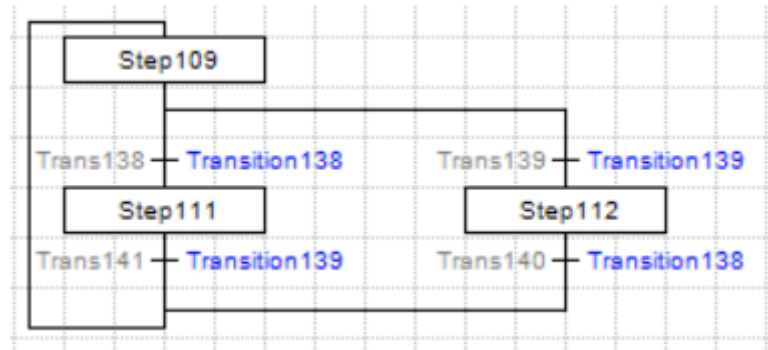 Step109
Trans138 Transition138 Trans139 Transition139
Step111 Step112
Trans141 Transition139 Trans140 Transition138